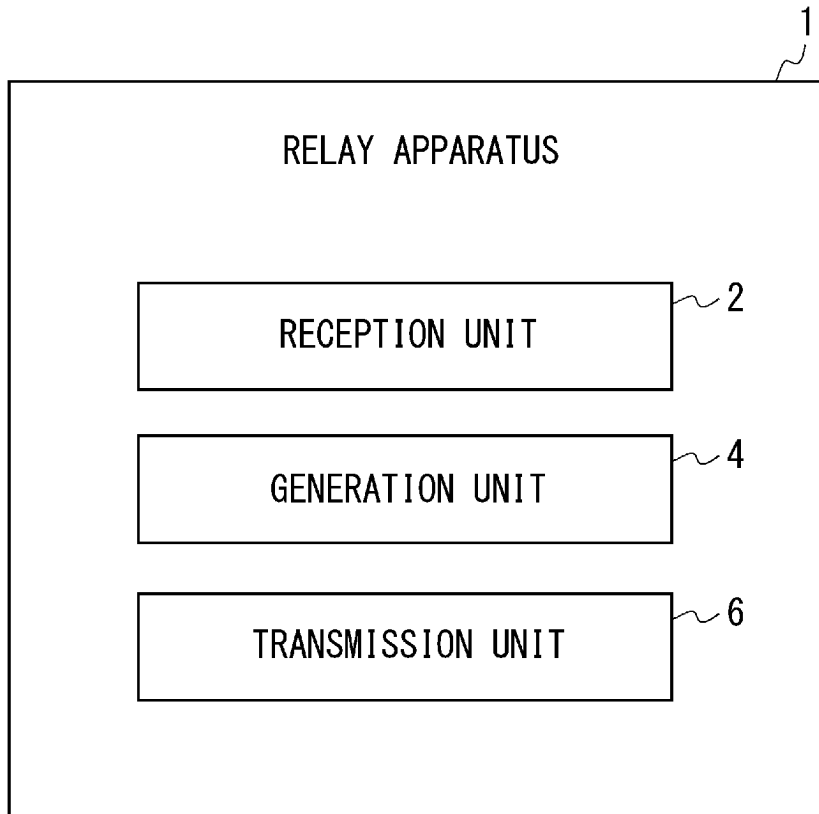 1
RELAY APPARATUS
RECEPTION UNIT
2
GENERATION UNIT
4
TRANSMISSION UNIT
6